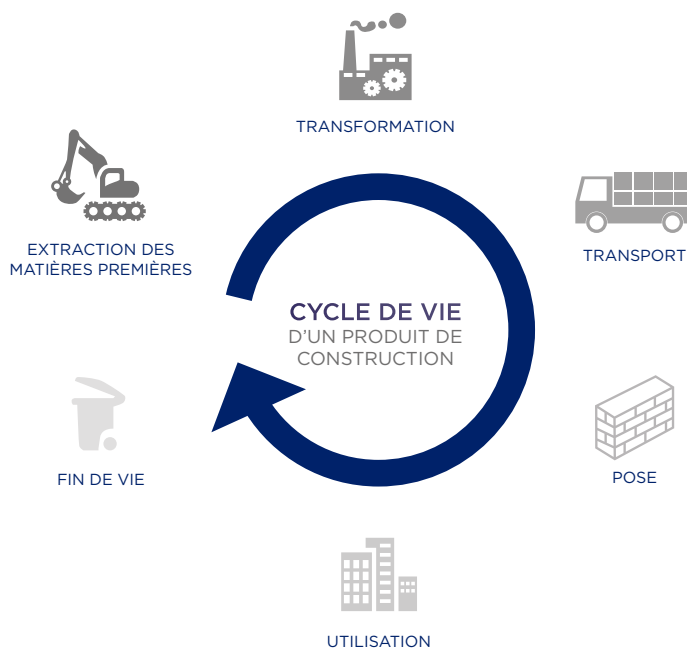 TRANSFORMATION
EXTRACTION DES
MATIÈRES PREMIÈRES
TRANSPORT
CYCLE DE VIE
D'UN PRODUIT DE
CONSTRUCTION
FIN DE VIE
POSE
UTILISATION